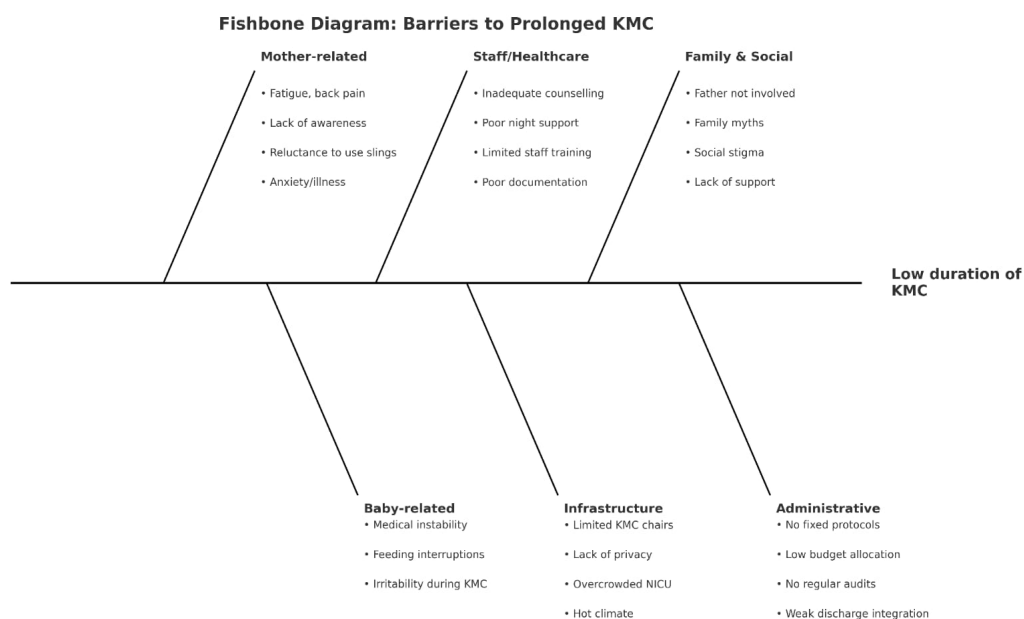 Fishbone Diagram: Barriers to Prolonged KMC
Mother-related
• Fatigue, back pain
• Lack of awareness
• Reluctance to use slings
• Anxiety/illness
Staff/Healthcare
• Inadequate counselling
• Poor night support
• Limited staff training
• Poor documentation
Family & Social
• Father not involved
• Family myths
• Social stigma
• Lack of support
Low duration of
KMC
Baby-related
• Medical instability
• Feeding interruptions
• Irritability during KMC
Infrastructure
• Limited KMC chairs
• Lack of privacy
• Overcrowded NICU
• Hot climate
Administrative
• No fixed protocols
• Low budget allocation
• No regular audits
• Weak discharge integration